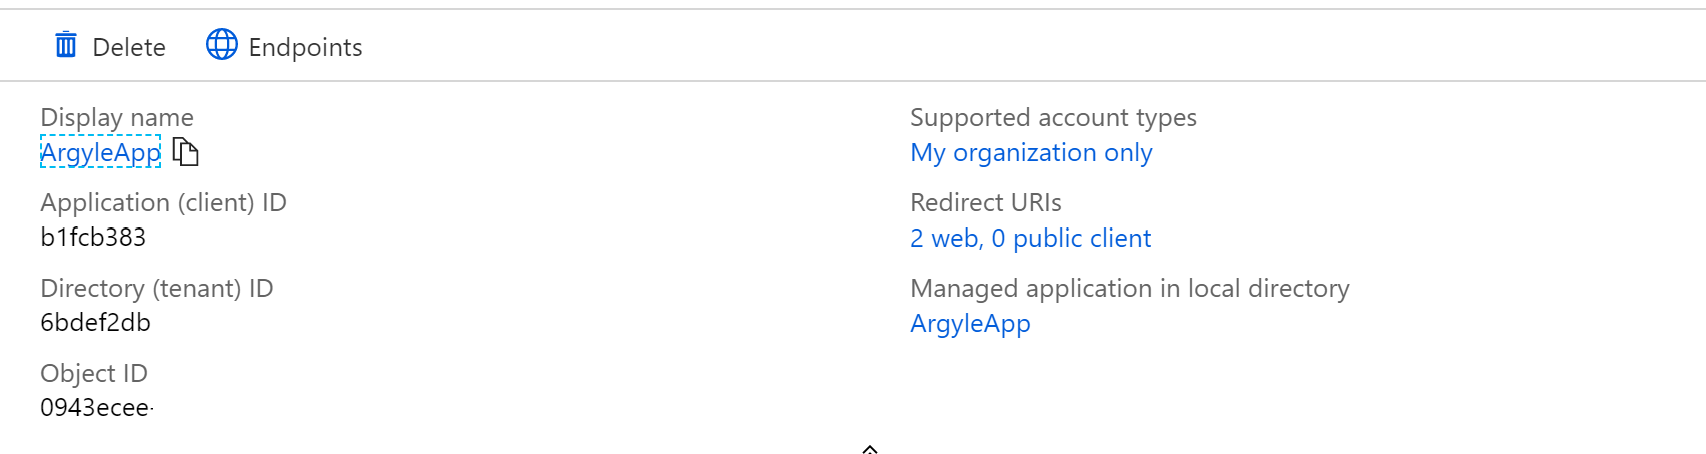 Delete Endpoints
Display name
ArgyleApp
Application (client) ID
b1fcb383
Directory (tenant) ID
6bdef2db
Object ID
0943ecee-
Supported account types
My organization only
Redirect URIs
2 web, 0 public client
Managed application in local directory
ArgyleApp